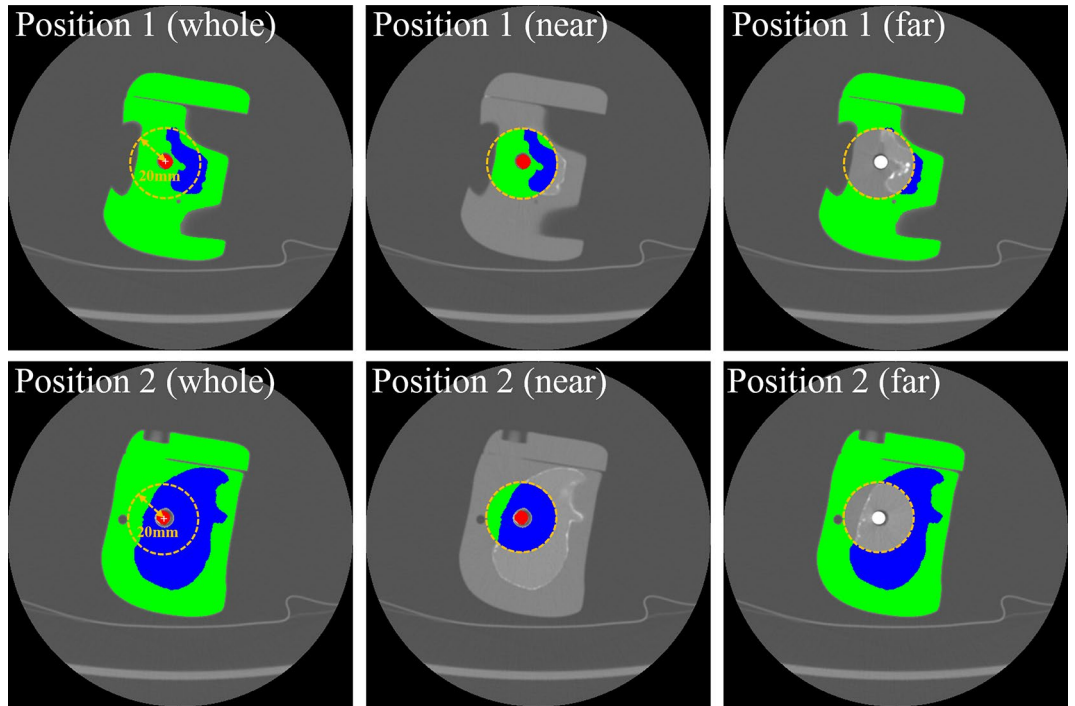 Position 1 (whole)
Position 1 (near)
Position 1 (far)
20mm
Position 2 (whole)
Position 2 (near)
Position 2 (far)
20mm